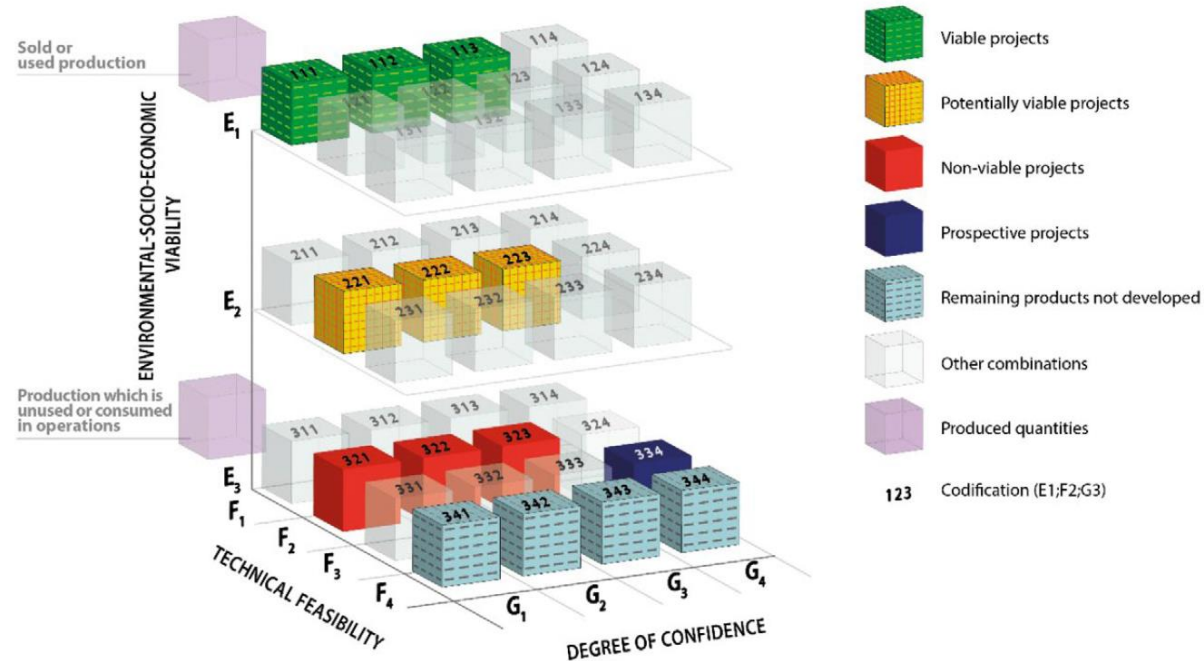 Sold or
used production
ENVIRONMENTAL-SOCIO-ECONOMIC
VIABILITY
E1
111
112
113
114
121
122
123
124
131
132
133
134
E2
211
212
213
214
221
222
223
224
231
232
233
234
Production which is
unused or consumed
in operations
E3
311
312
313
314
321
322
323
324
331
332
333
334
341
342
343
344
F1
F2
F3
F4
TECHNICAL FEASIBILITY
G1
G2
G3
G4
DEGREE OF CONFIDENCE
Viable projects
Potentially viable projects
Non-viable projects
Prospective projects
Remaining products not developed
Other combinations
Produced quantities
123 Codification (E1;F2;G3)